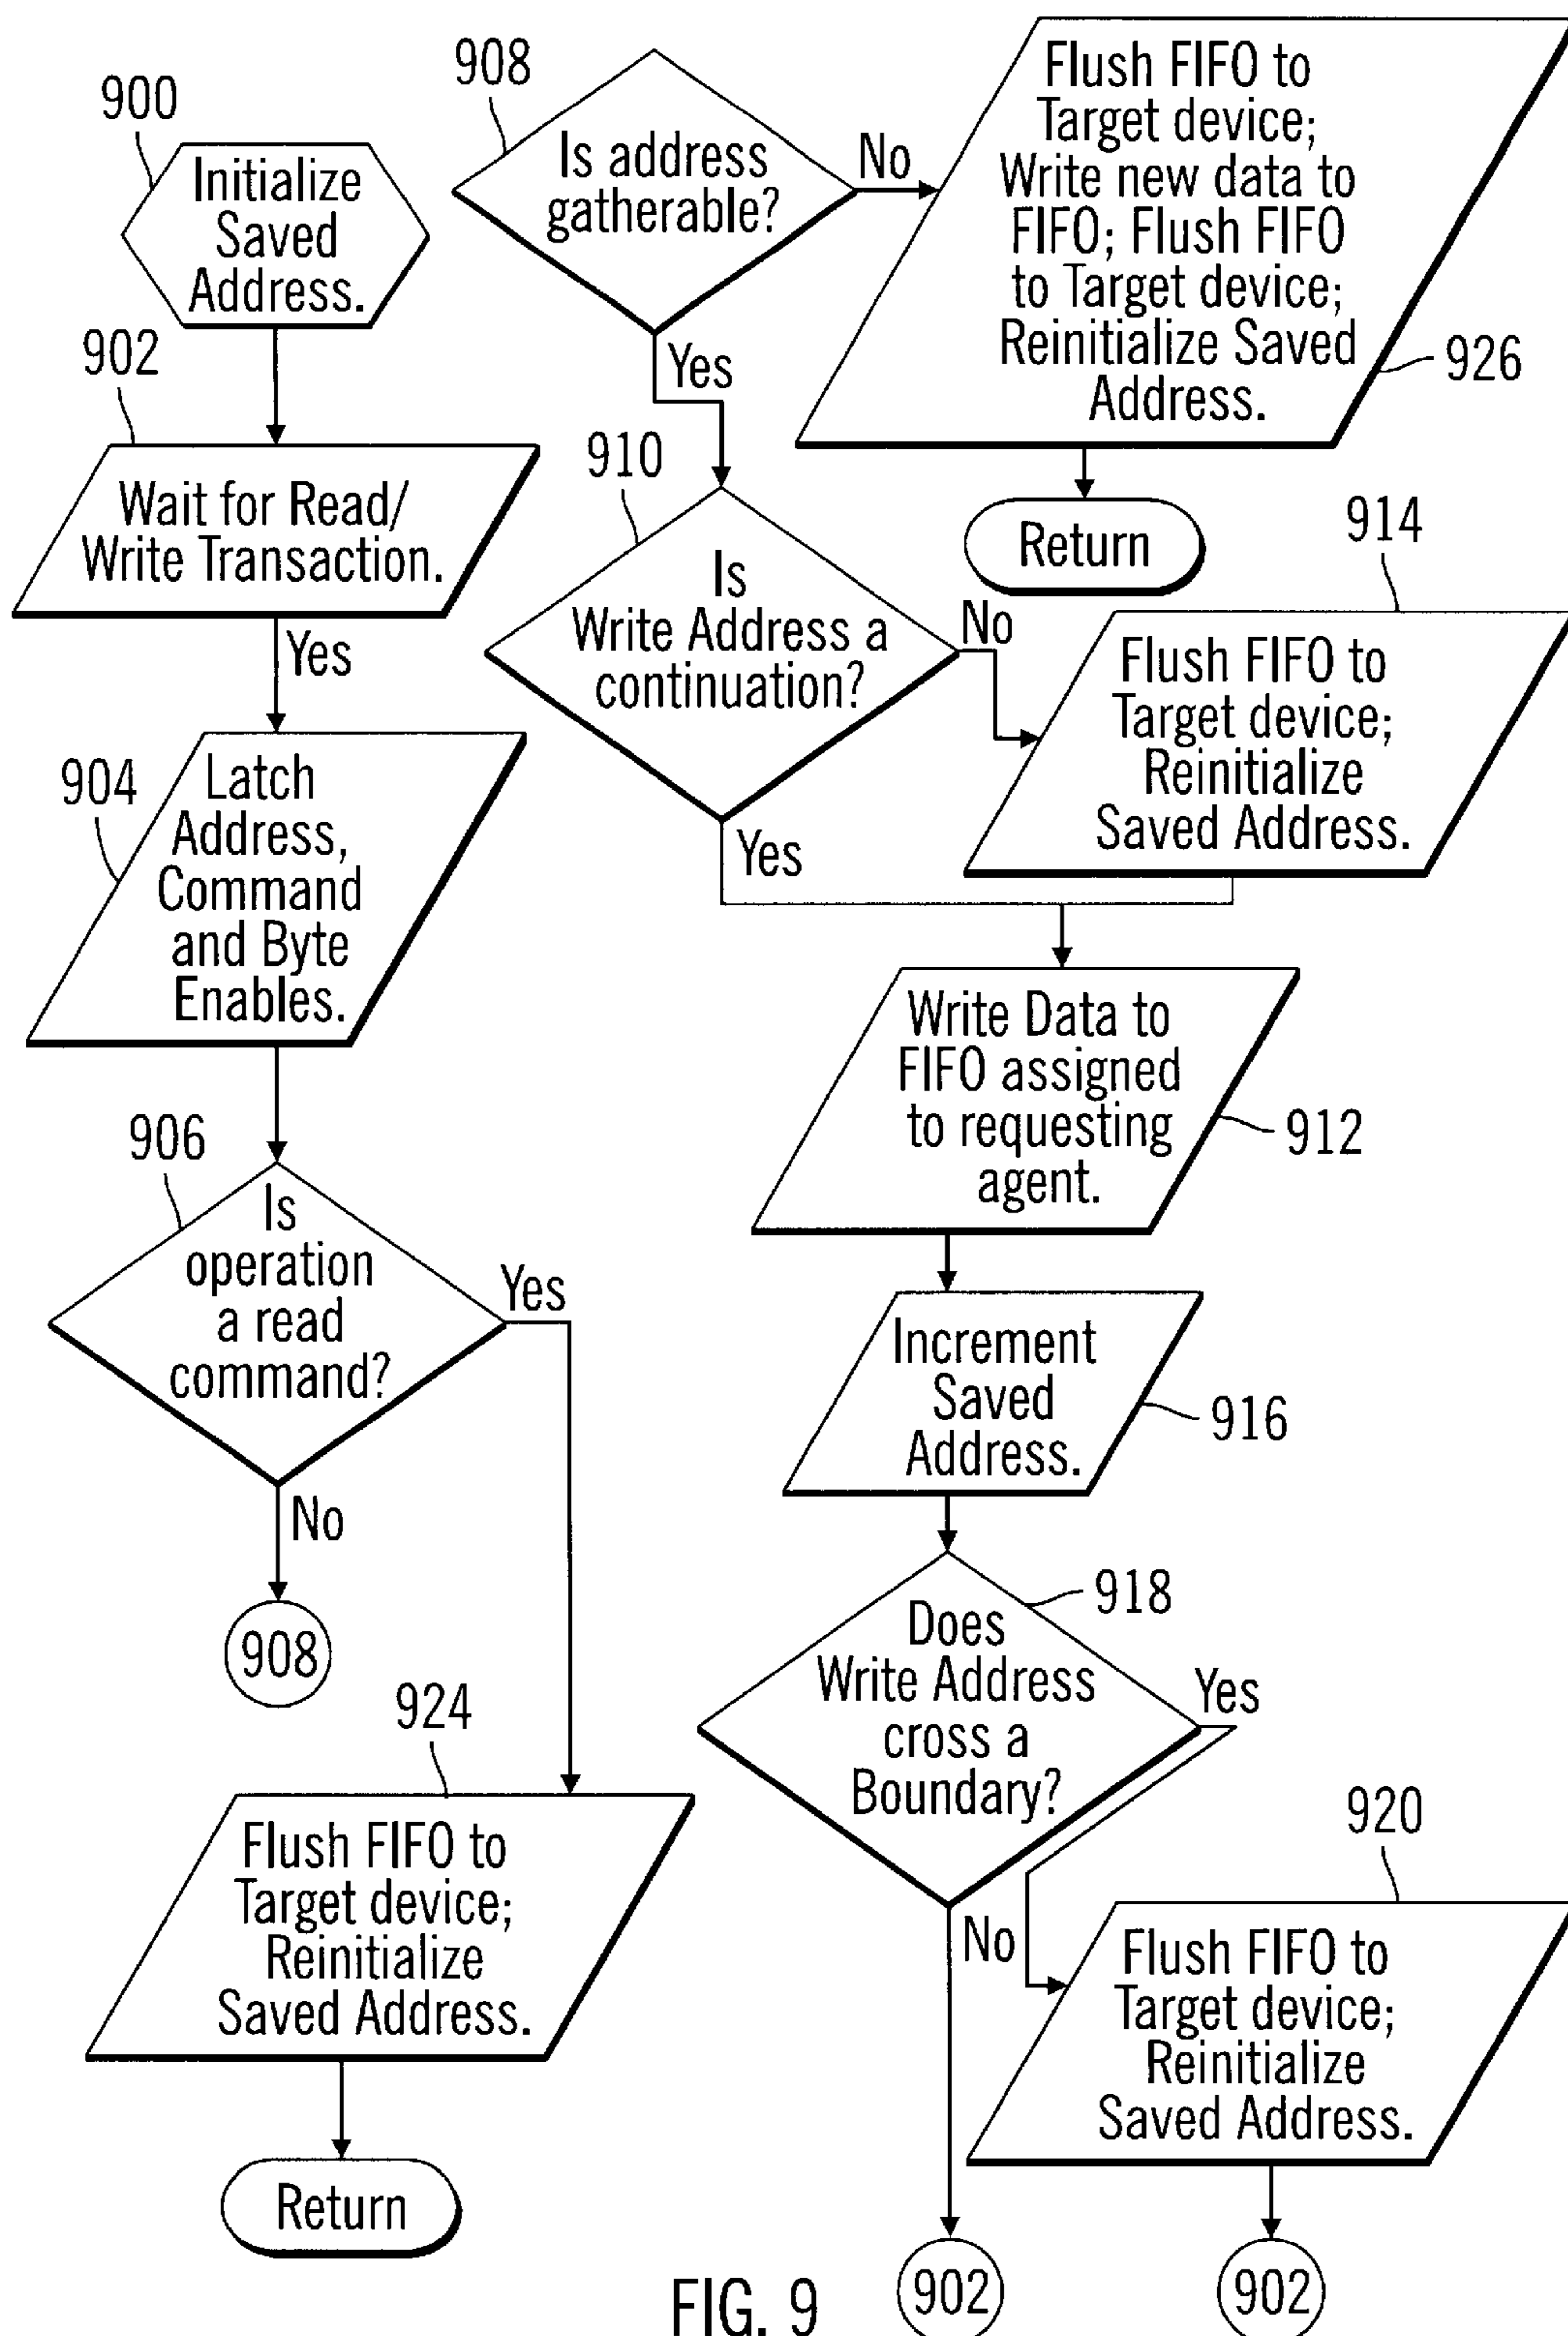 900
Initialize
Saved
Address.
902
Wait for Read/
Write Transaction.
Yes
904
Latch
Address,
Command
and Byte
Enables.
906
Is
operation
a read
command?
Yes
No
908
924
Flush FIFO to
Target device;
Reinitialize
Saved Address.
Return
908
Is address
gatherable?
No
Yes
Flush FIFO to
Target device;
Write new data to
FIFO; Flush FIFO
to Target device;
Reinitialize Saved
Address.
926
Return
910
Is
Write Address a
continuation?
No
Yes
914
Flush FIFO to
Target device;
Reinitialize
Saved Address.
Write Data to
FIFO assigned
to requesting
agent.
912
Increment
Saved
Address.
916
918
Does
Write Address
cross a
Boundary?
Yes
No
920
Flush FIFO to
Target device;
Reinitialize
Saved Address.
902
902
FIG. 9